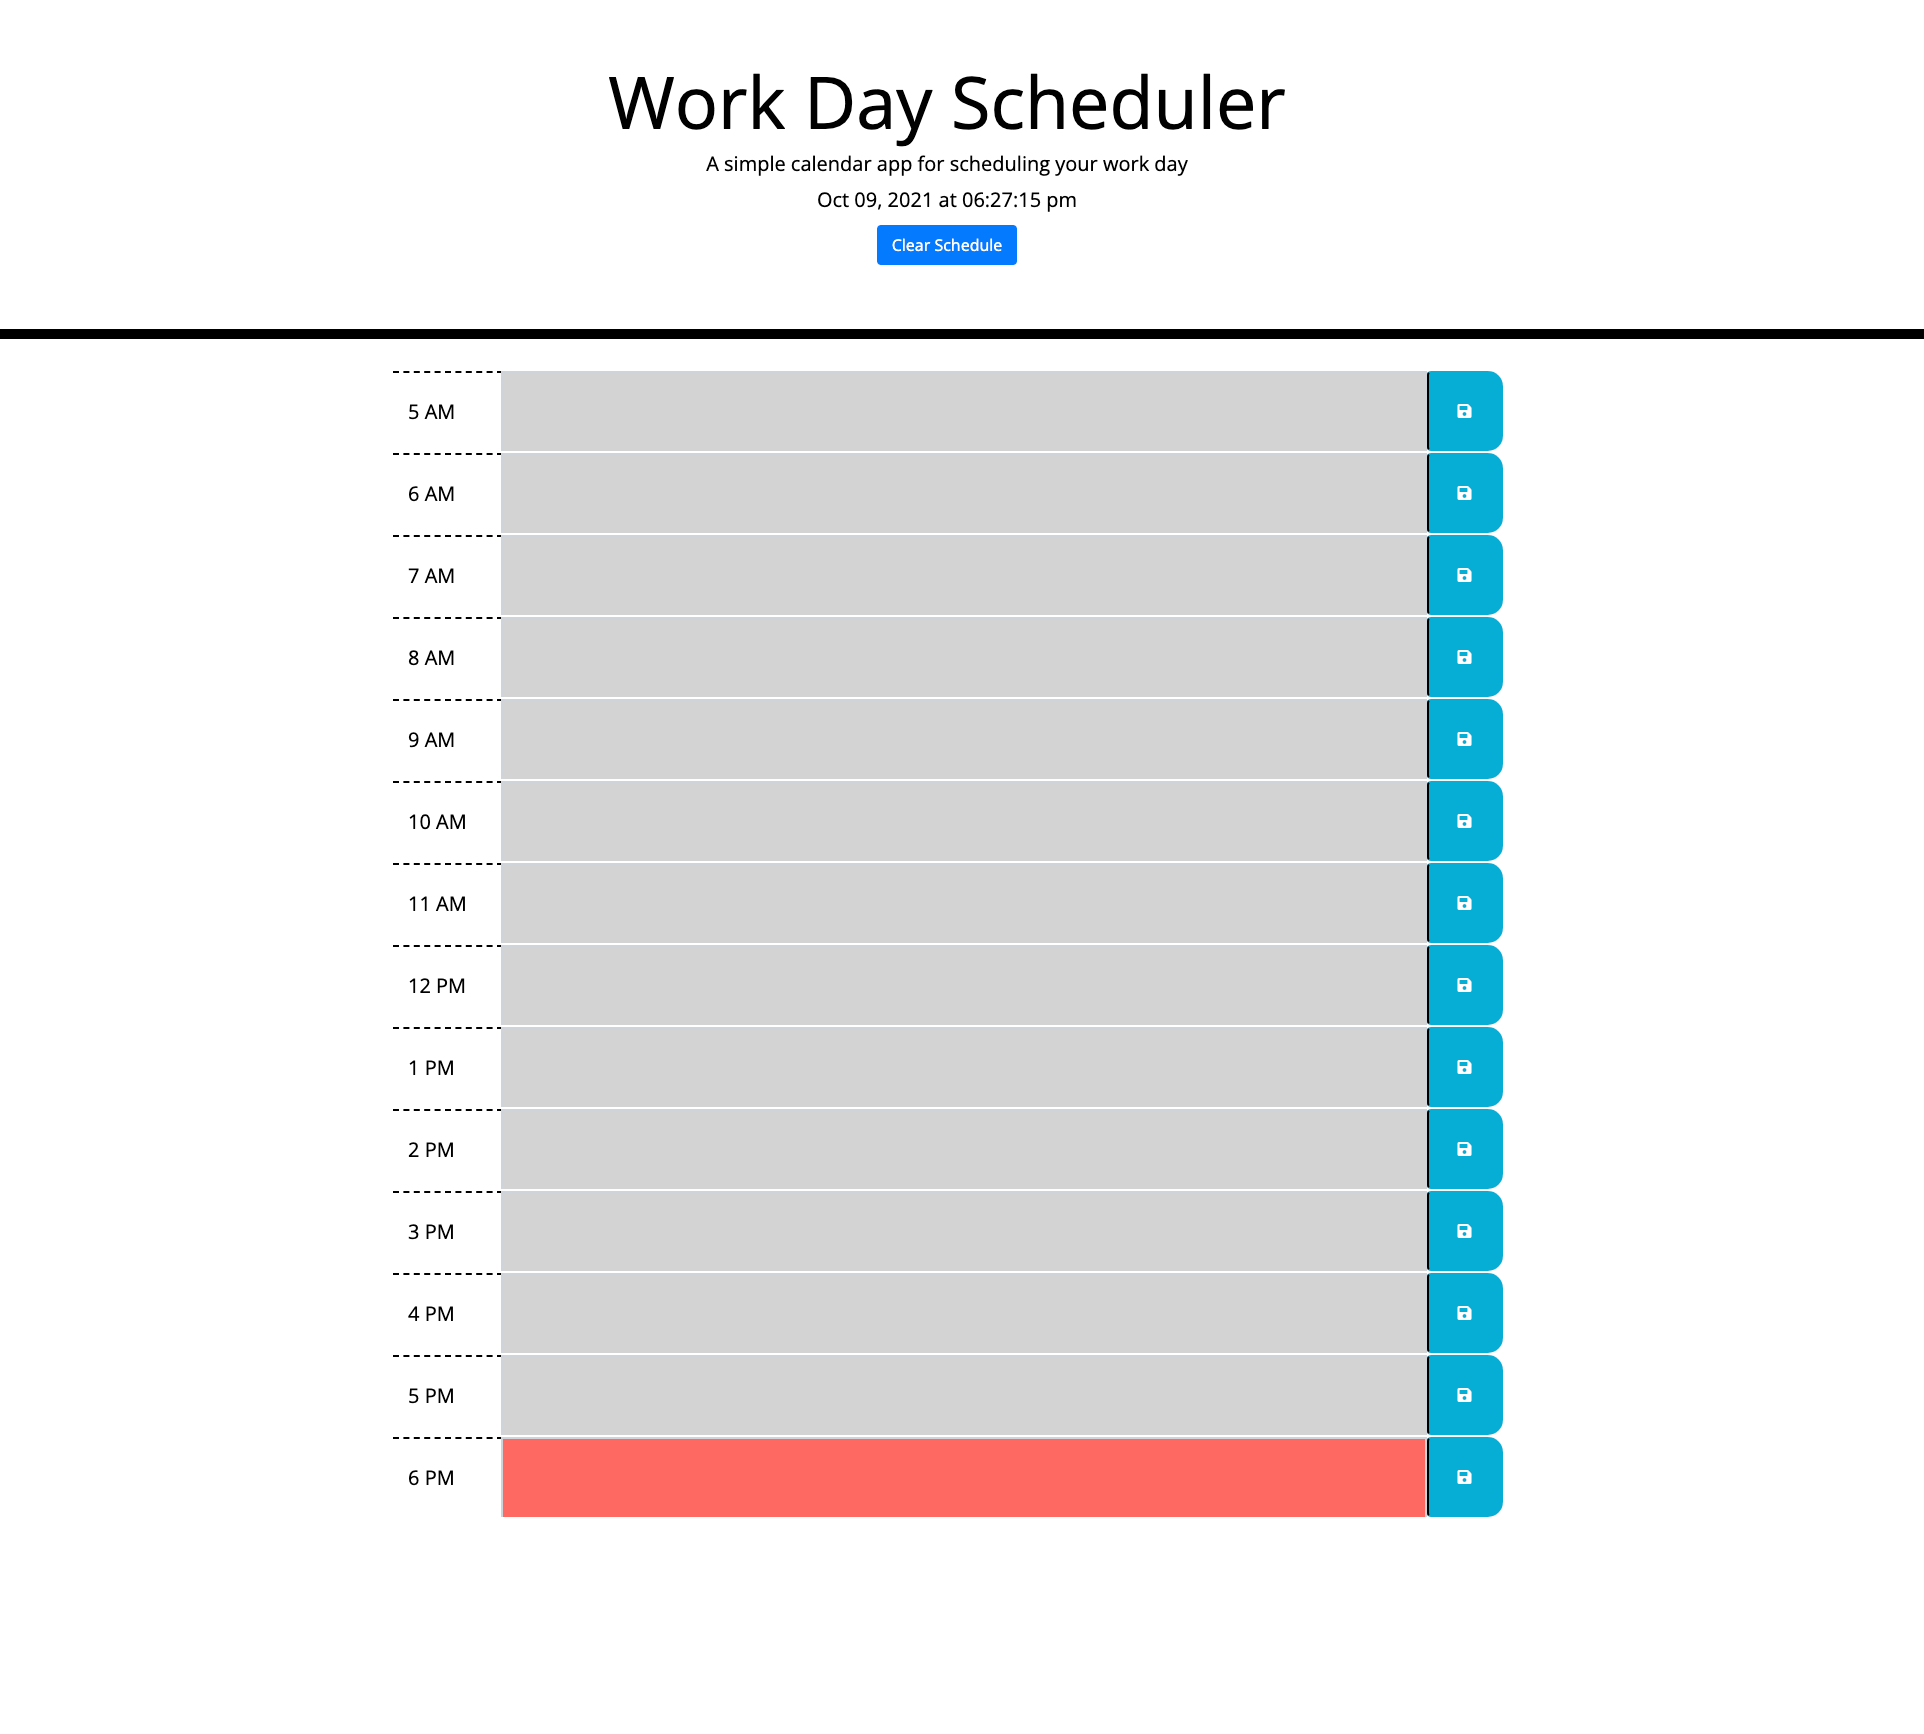 Work Day Scheduler
A simple calendar app for scheduling your work day
Oct 09, 2021 at 06:27:15 pm
Clear Schedule
5 AM
6 AM
7 AM
8 AM
9 AM
10 AM
11 AM
12 PM
1 PM
2 PM
3 PM
4 PM
5 PM
6 PM